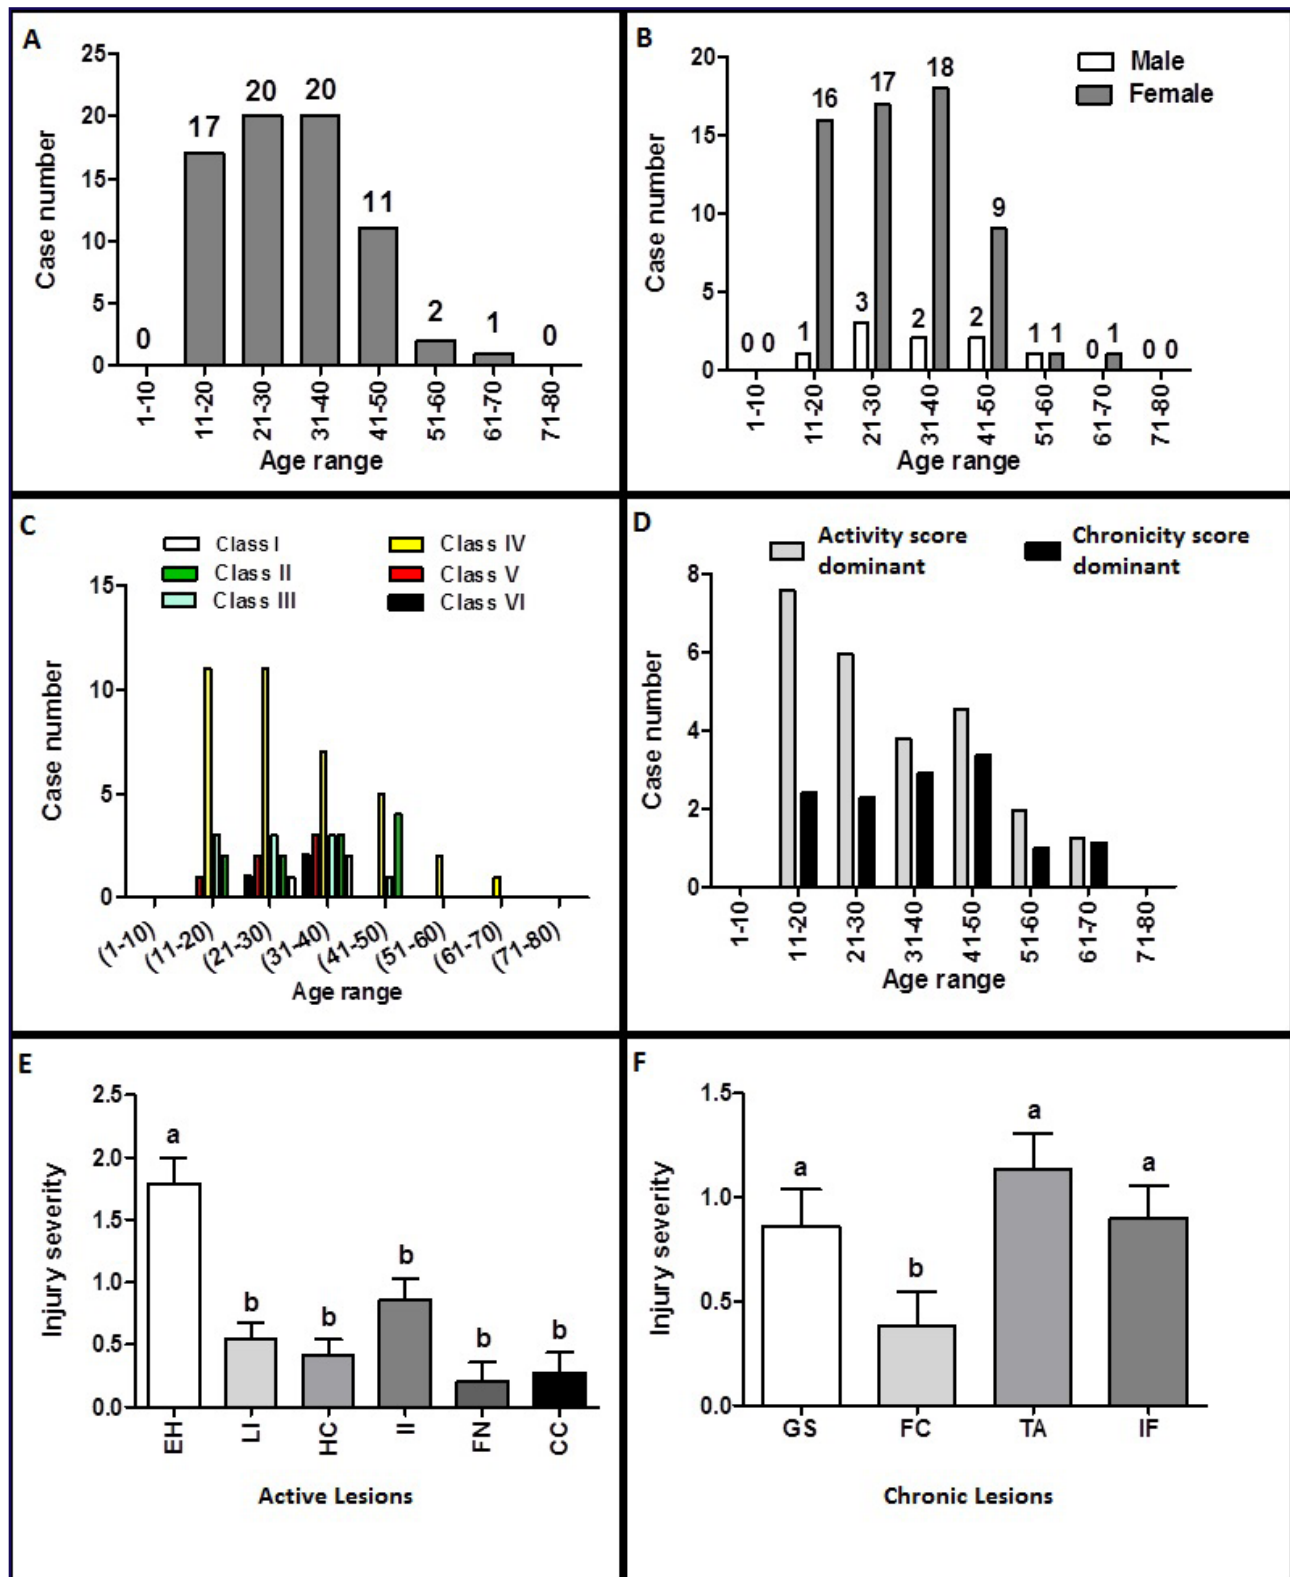 A
25
20
15
10
5
0
Case number
0
17
20
20
11
2
1
0
1-10
11-20
21-30
31-40
41-50
51-60
61-70
71-80
Age range
B
Male
Female
20
15
10
5
0
Case number
0 0
1
16
3
17
2
18
2
9
1 1
0
1
0 0
1-10
11-20
21-30
31-40
41-50
51-60
61-70
71-80
Age range
C
Class I
Class II
Class III
Class IV
Class V
Class VI
15
10
5
0
Case number
(1-10)
(11-20)
(21-30)
(31-40)
(41-50)
(51-60)
(61-70)
(71-80)
Age range
D
Activity score
dominant
Chronicity score
dominant
8
6
4
2
0
Case number
1-10
11-20
21-30
31-40
41-50
51-60
61-70
71-80
Age range
E
2.5
2.0
1.5
1.0
0.5
0.0
Injury severity
a
b
b
b
b
b
EH
LI
HC
II
FN
CC
Active Lesions
F
1.5
1.0
0.5
0.0
Injury severity
a
b
a
a
GS
FC
TA
IF
Chronic Lesions